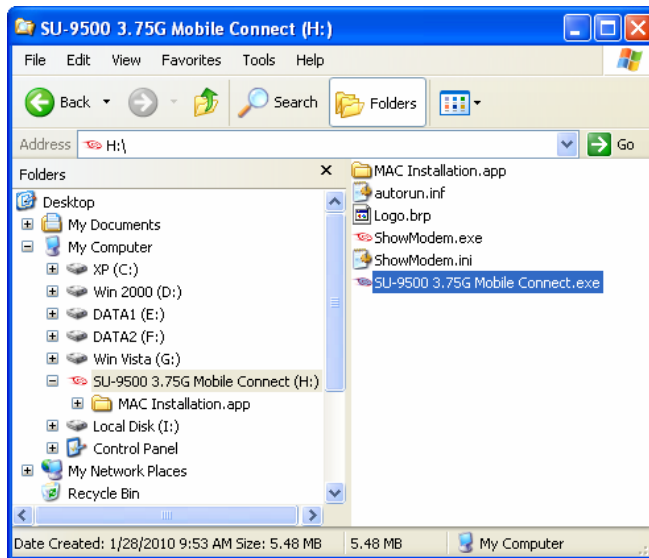 SU-9500 3.75G Mobile Connect (H:)
File Edit View Favorites Tools Help
Back Search Folders
Address H:\ Go
Folders x
Desktop
My Documents
My Computer
XP (C:)
Win 2000 (D:)
DATA1 (E:)
DATA2 (F:)
Win Vista (G:)
SU-9500 3.75G Mobile Connect (H:)
MAC Installation.app
Local Disk (I:)
Control Panel
My Network Places
Recycle Bin
MAC Installation.app
autorun.inf
Logo.brp
ShowModem.exe
ShowModem.ini
SU-9500 3.75G Mobile Connect.exe
Date Created: 1/28/2010 9:53 AM Size: 5.48 MB 5.48 MB My Computer